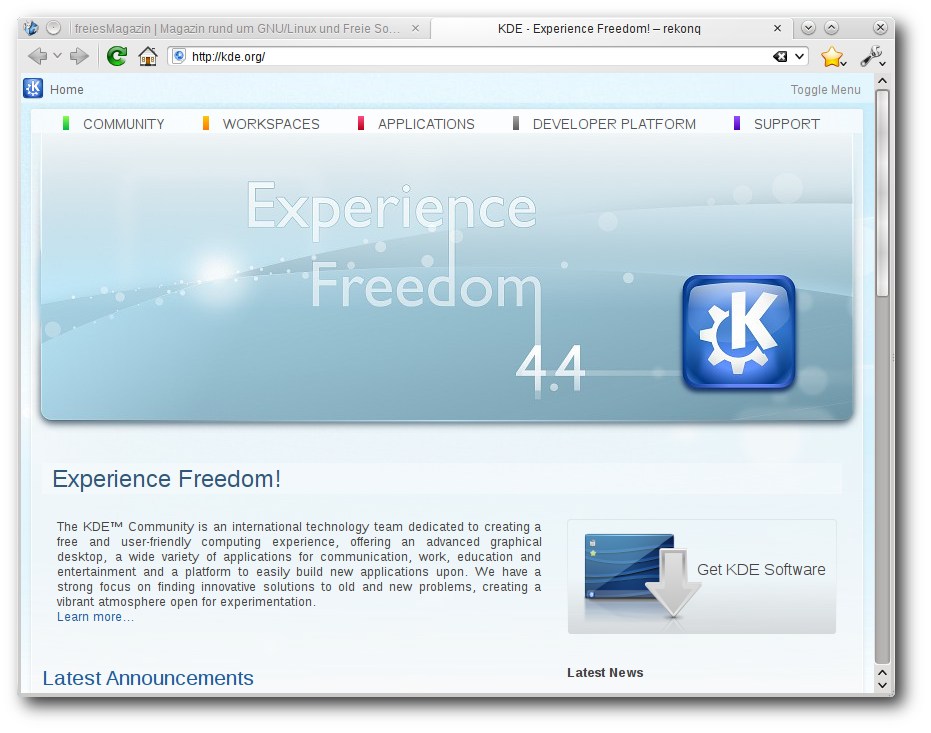 freiesMagazin | Magazin rund um GNU/Linux und Freie So...
KDE - Experience Freedom! – rekonq
http://kde.org/
Home
Toggle Menu
COMMUNITY
WORKSPACES
APPLICATIONS
DEVELOPER PLATFORM
SUPPORT
Experience
Freedom
4.4
K
Experience Freedom!
The KDE™ Community is an international technology team dedicated to creating a
free and user-friendly computing experience, offering an advanced graphical
desktop, a wide variety of applications for communication, work, education and
entertainment and a platform to easily build new applications upon. We have a
strong focus on finding innovative solutions to old and new problems, creating a
vibrant atmosphere open for experimentation.
Learn more...
Get KDE Software
Latest Announcements
Latest News